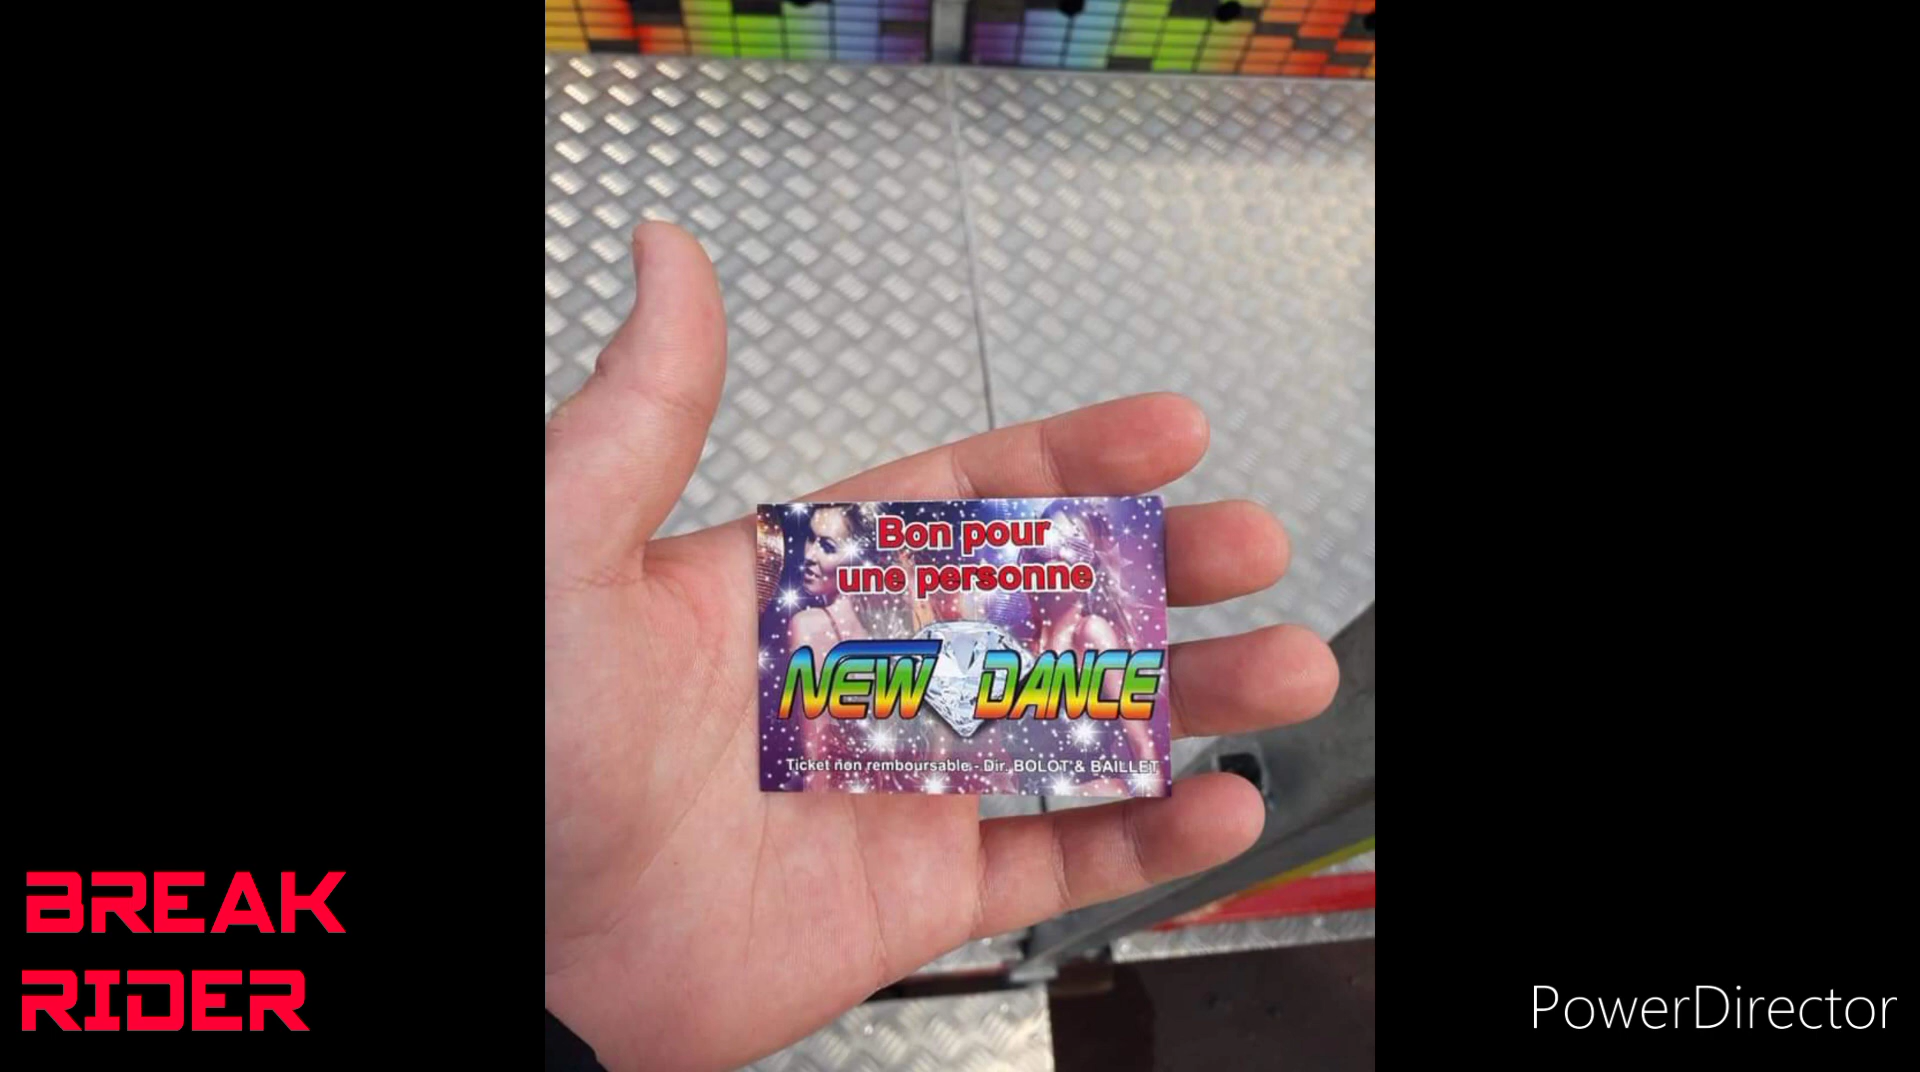 Bon pour
une personne
NEW DANCE
Ticket non remboursable - Dir. BOLOT & BAILLET
BREAK
RIDER
PowerDirector